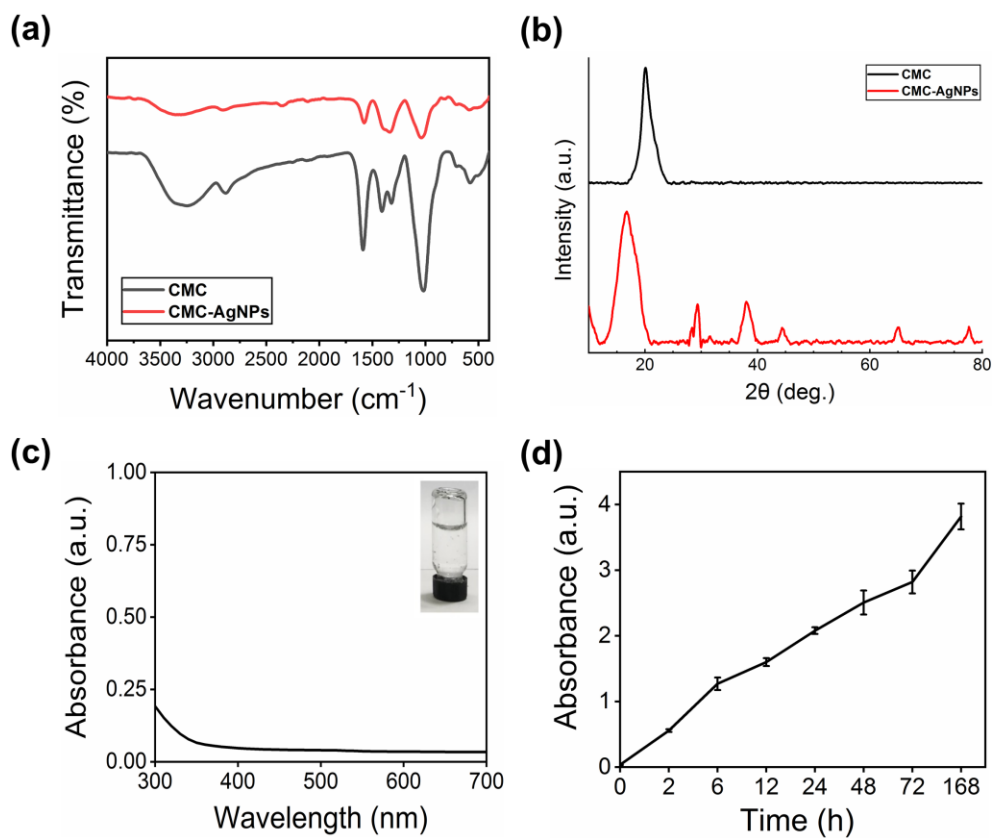 (a)
Transmittance (%)
CMC
CMC-AgNPs
4000 3500 3000 2500 2000 1500 1000 500
Wavenumber (cm⁻¹)
(b)
Intensity (a.u.)
CMC
CMC-AgNPs
20 40 60 80
2θ (deg.)
(c)
Absorbance (a.u.)
1.00
0.75
0.50
0.25
0.00
300 400 500 600 700
Wavelength (nm)
(d)
Absorbance (a.u.)
4
3
2
1
0
0 2 6 12 24 48 72 168
Time (h)